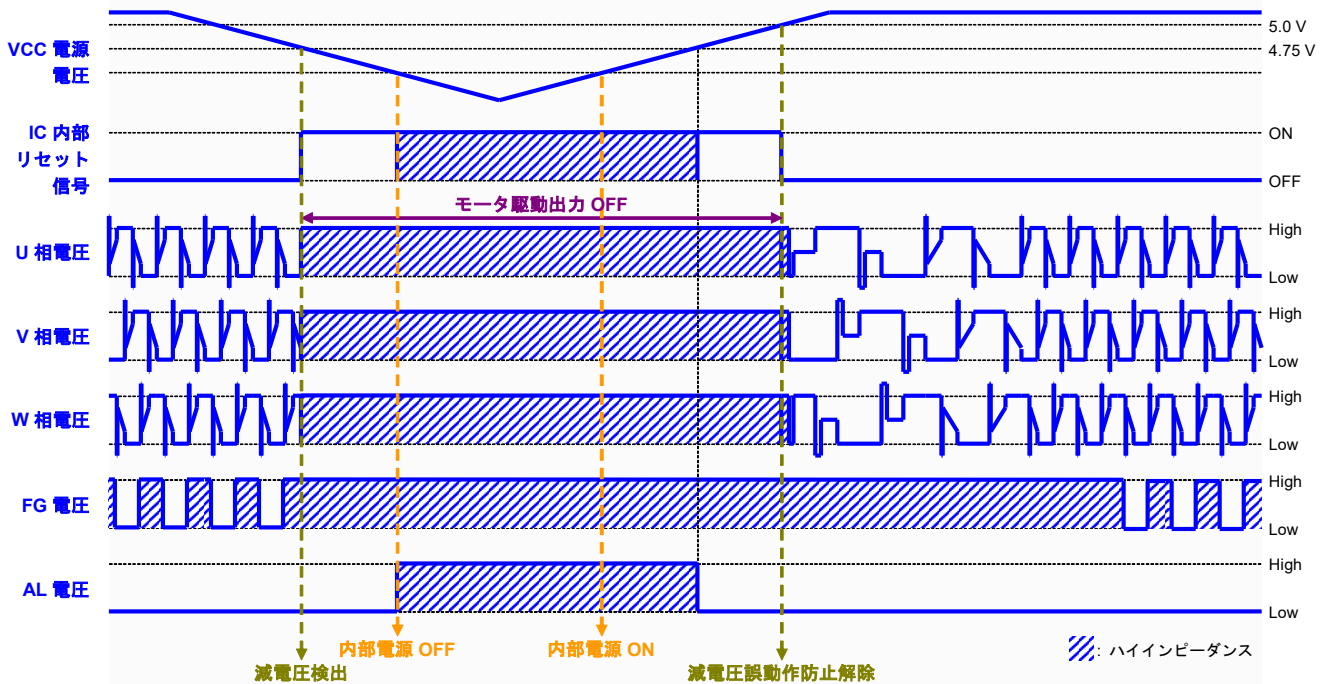 5.0 V
VCC 電源
電圧
4.75 V
IC 内部
リセット
信号
ON
OFF
モータ駆動出力 OFF
U 相電圧
High
Low
V 相電圧
High
Low
W 相電圧
High
Low
FG 電圧
High
Low
AL 電圧
High
Low
内部電源 OFF
内部電源 ON
: ハイインピーダンス
減電圧検出
減電圧誤動作防止解除